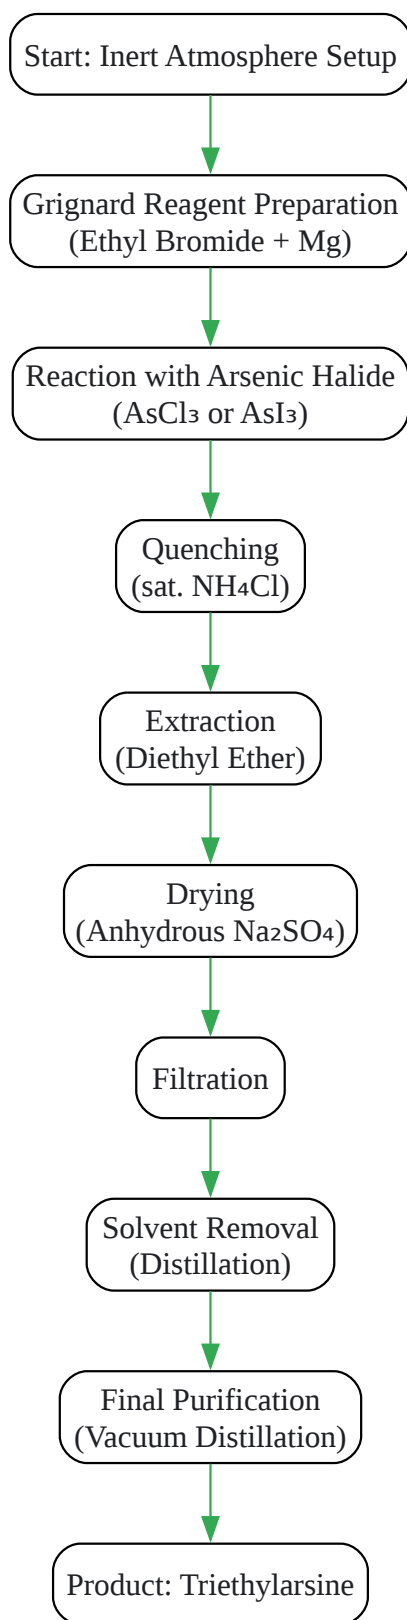 Start: Inert Atmosphere Setup
Grignard Reagent Preparation
(Ethyl Bromide + Mg)
Reaction with Arsenic Halide
(AsCl₃ or AsI₃)
Quenching
(sat. NH₄Cl)
Extraction
(Diethyl Ether)
Drying
(Anhydrous Na₂SO₄)
Filtration
Solvent Removal
(Distillation)
Final Purification
(Vacuum Distillation)
Product: Triethylarsine